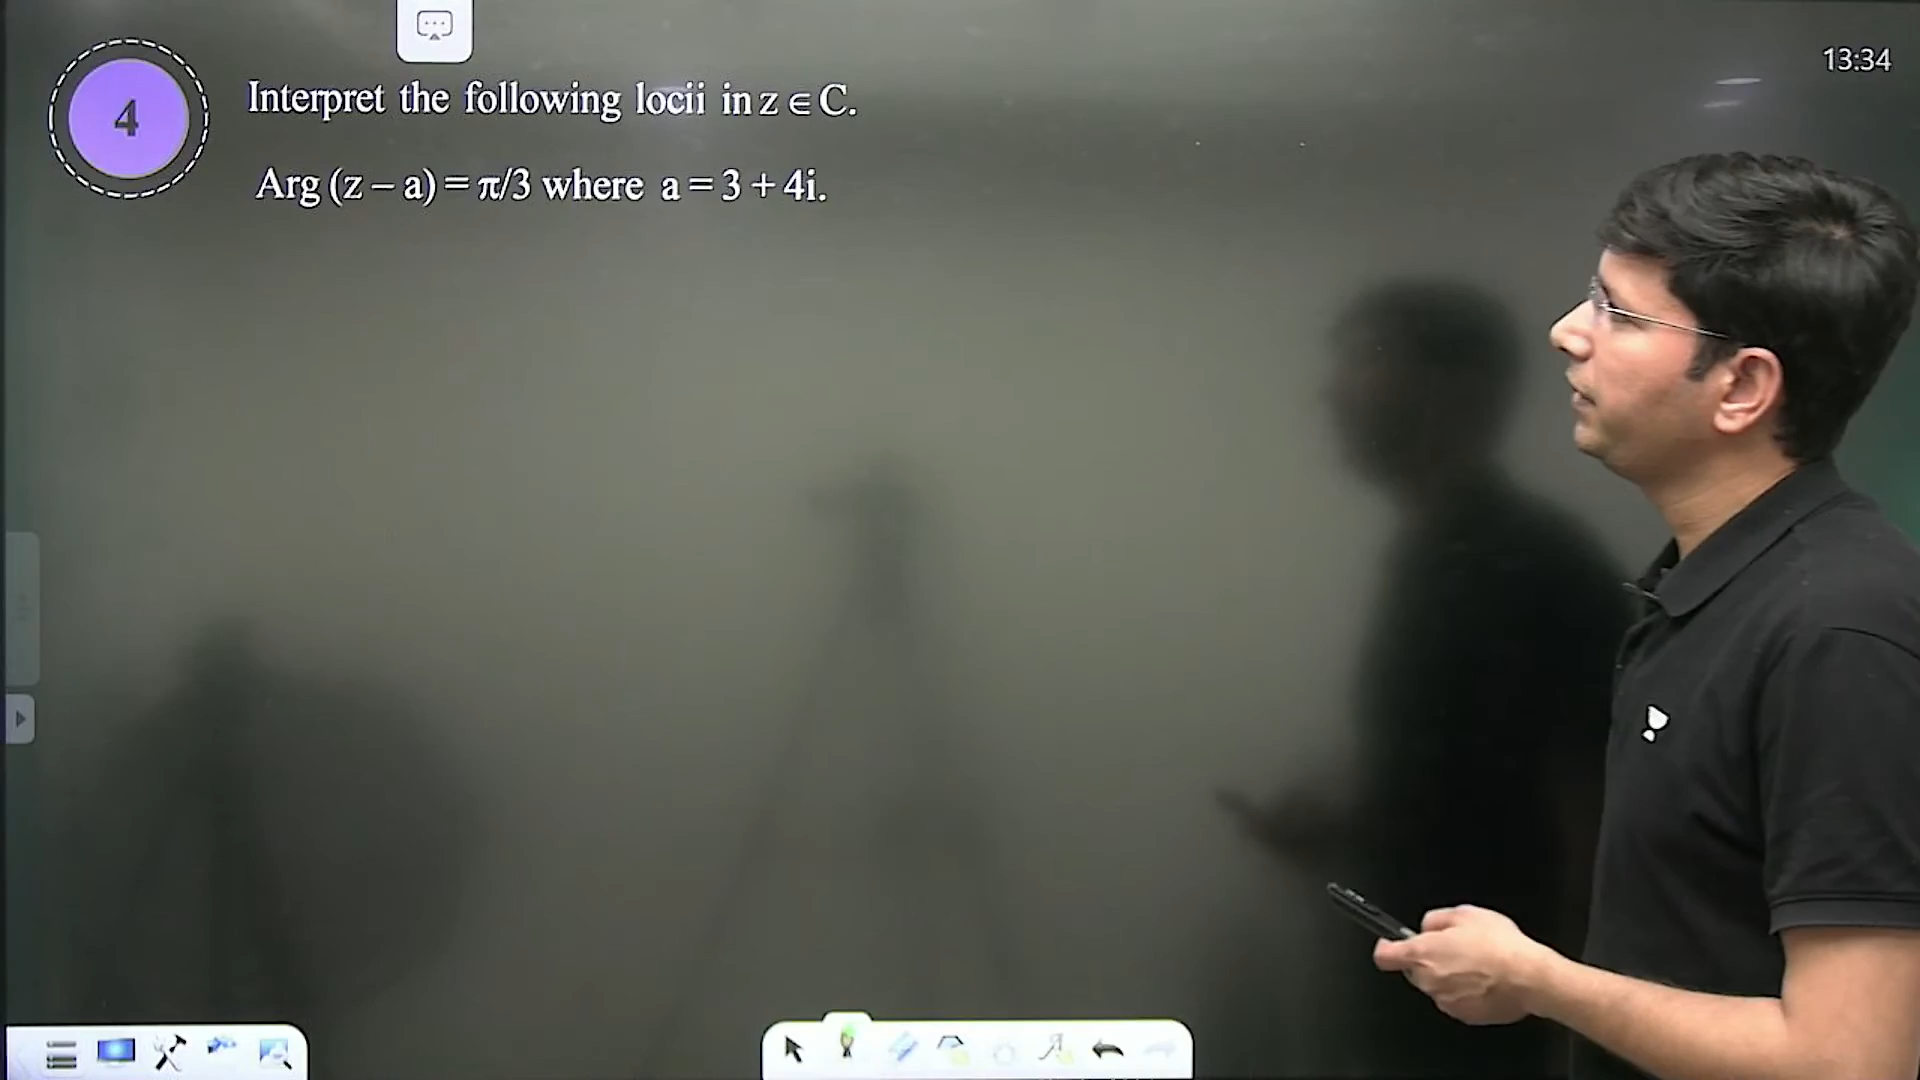 13:34
4
Interpret the following locii in z ∈ C.
Arg (z – a) = π/3 where a = 3 + 4i.